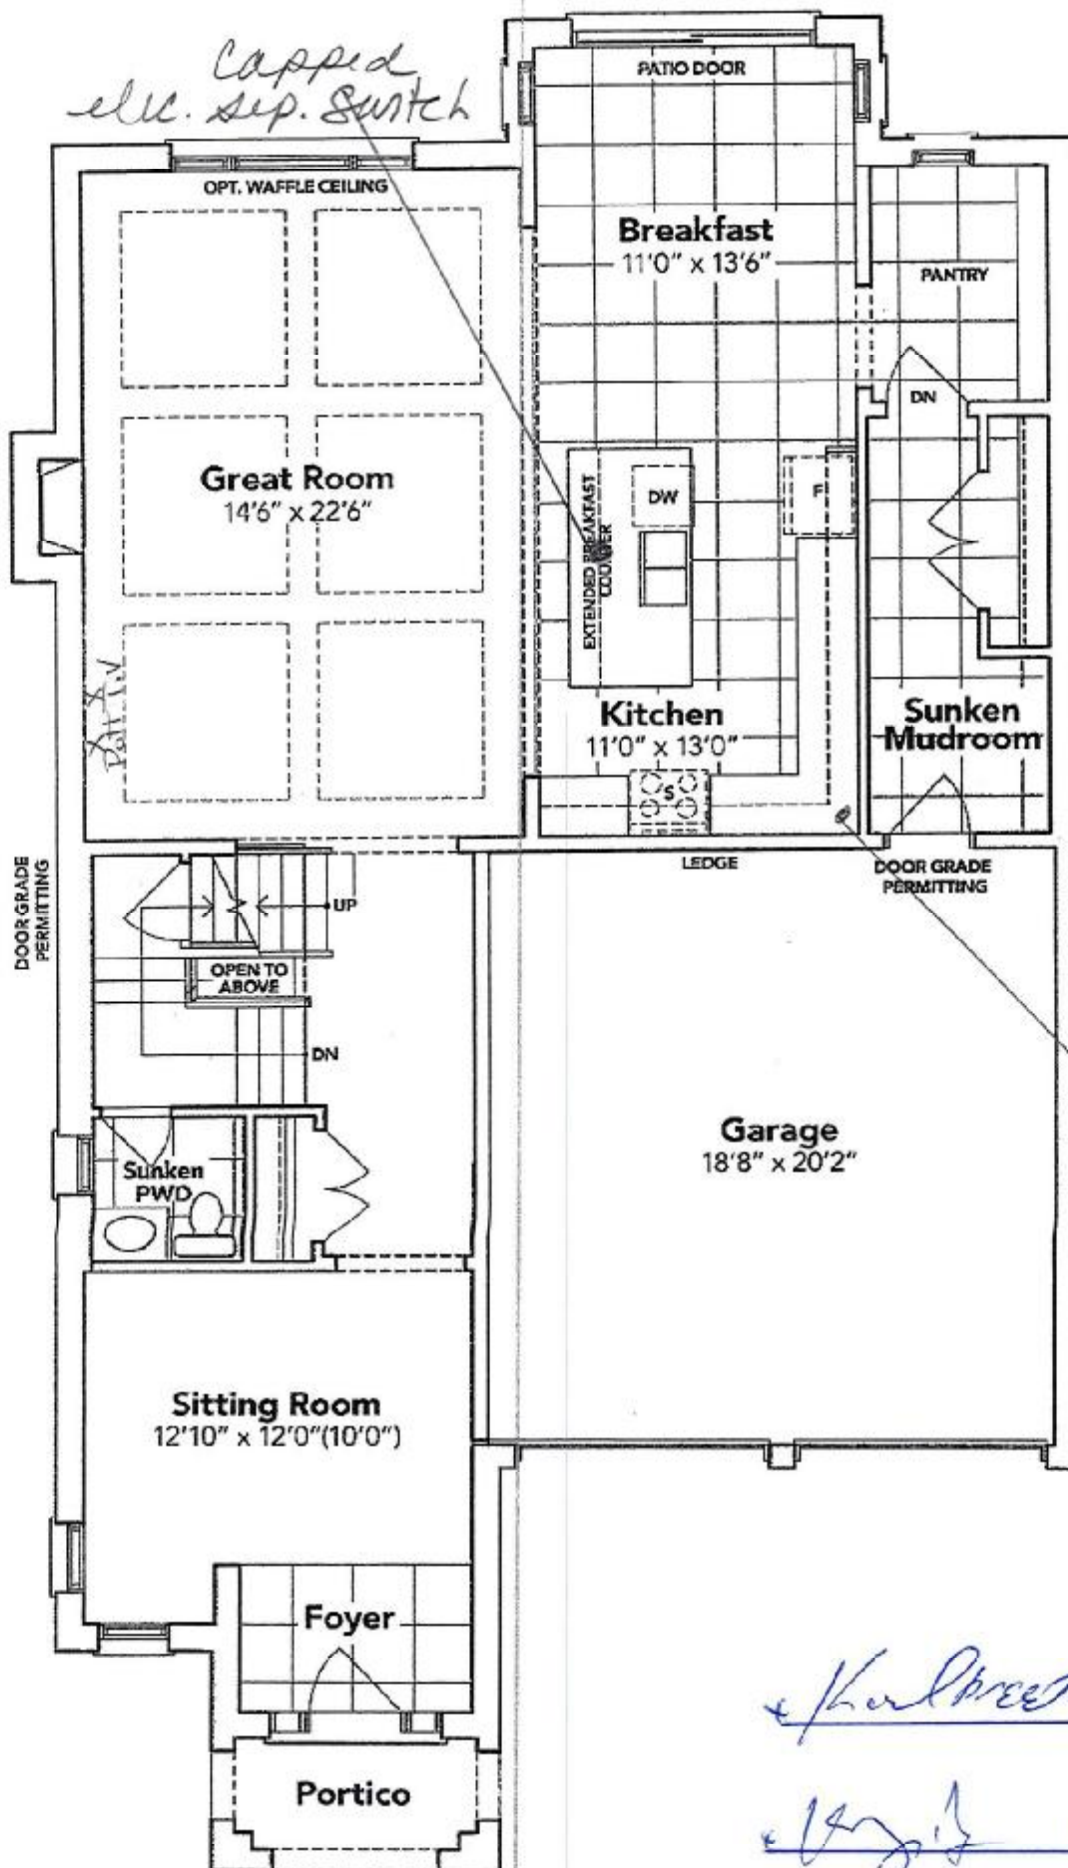 Capped
elec. sep. Switch
PATIO DOOR
OPT. WAFFLE CEILING
Breakfast
11'0" x 13'6"
PANTRY
DN
Great Room
14'6" x 22'6"
EXTENDED BREAKFAST
COUNTER
DW
F
Kitchen
11'0" x 13'0"
S
Sunken
Mudroom
T.V
DOOR GRADE
PERMITTING
LEDGE
DOOR GRADE
PERMITTING
UP
OPEN TO
ABOVE
DN
Sunken
PWD
Garage
18'8" x 20'2"
Sitting Room
12'10" x 12'0"(10'0")
Foyer
Portico